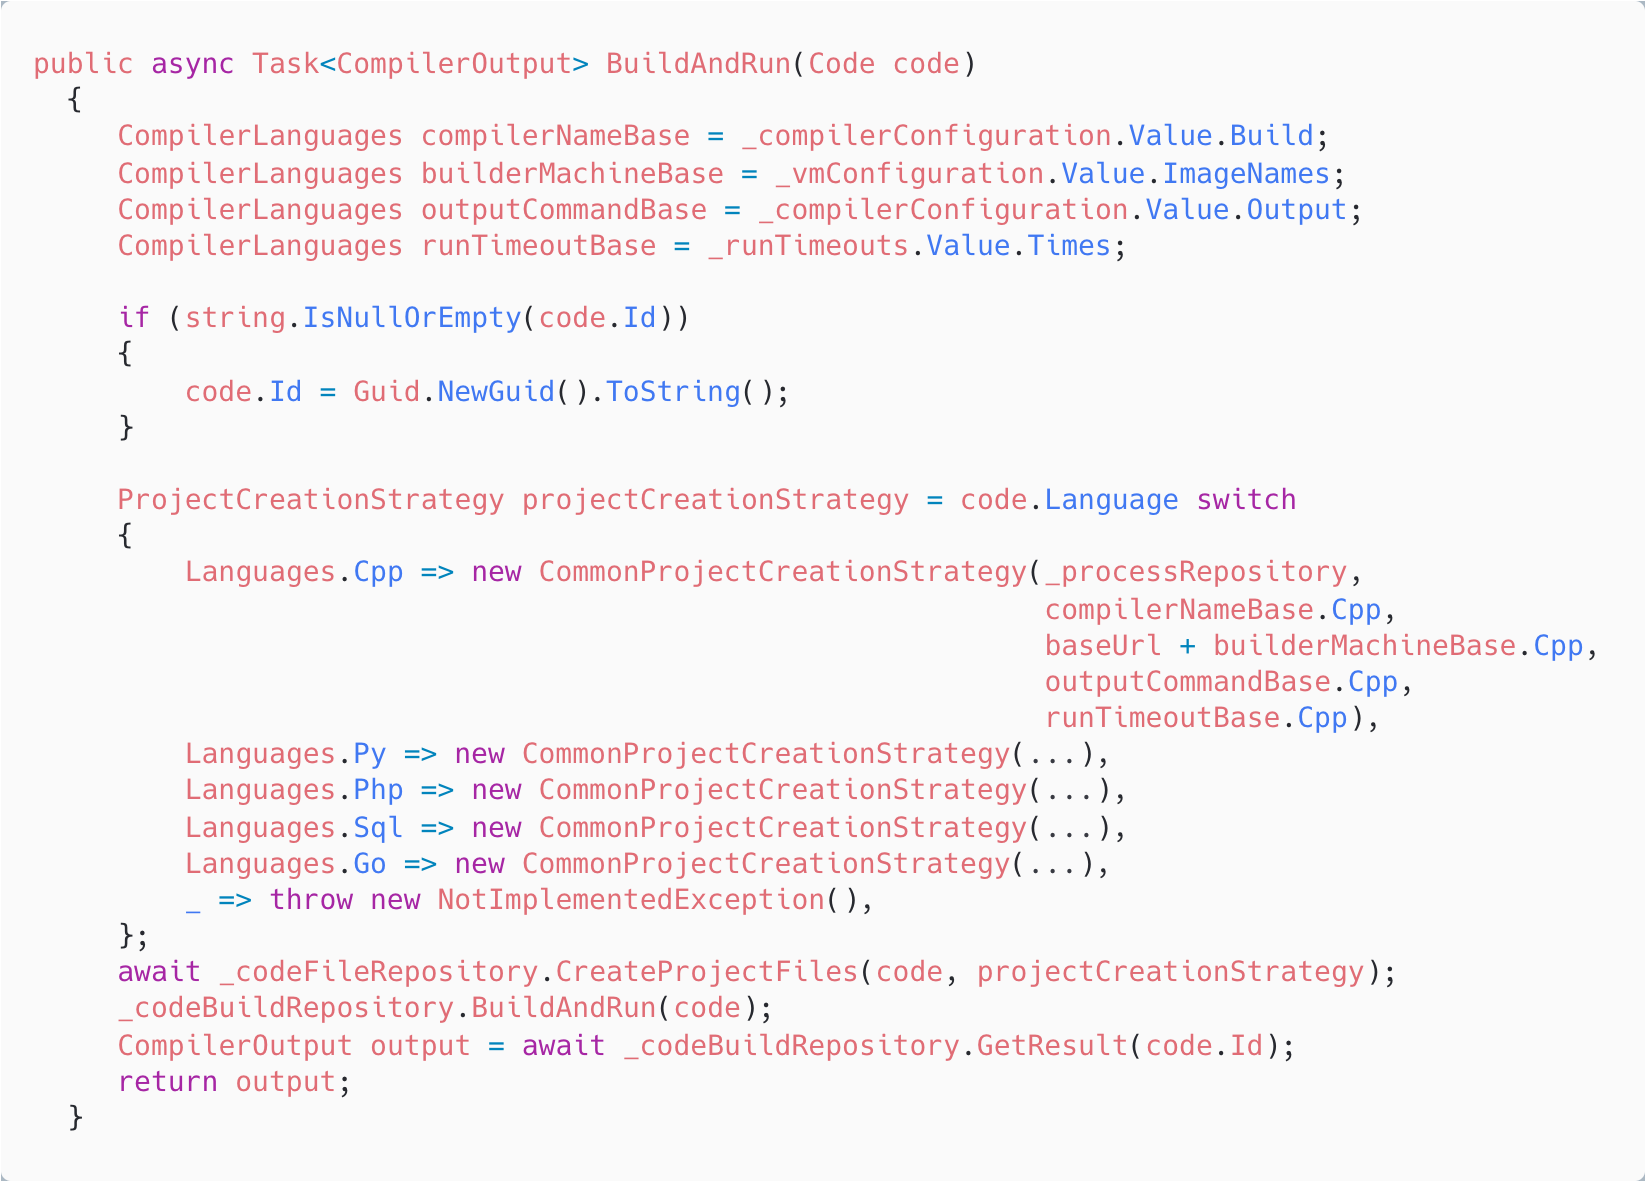 public async Task<CompilerOutput> BuildAndRun(Code code)
{
CompilerLanguages compilerNameBase = _compilerConfiguration.Value.Build;
CompilerLanguages builderMachineBase = _vmConfiguration.Value.ImageNames;
CompilerLanguages outputCommandBase = _compilerConfiguration.Value.Output;
CompilerLanguages runTimeoutBase = _runTimeouts.Value.Times;
if (string.IsNullOrEmpty(code.Id))
{
code.Id = Guid.NewGuid().ToString();
}
ProjectCreationStrategy projectCreationStrategy = code.Language switch
{
Languages.Cpp => new CommonProjectCreationStrategy(_processRepository,
compilerNameBase.Cpp,
baseUrl + builderMachineBase.Cpp,
outputCommandBase.Cpp,
runTimeoutBase.Cpp),
Languages.Py => new CommonProjectCreationStrategy(...),
Languages.Php => new CommonProjectCreationStrategy(...),
Languages.Sql => new CommonProjectCreationStrategy(...),
Languages.Go => new CommonProjectCreationStrategy(...),
_ => throw new NotImplementedException(),
};
await _codeFileRepository.CreateProjectFiles(code, projectCreationStrategy);
_codeBuildRepository.BuildAndRun(code);
CompilerOutput output = await _codeBuildRepository.GetResult(code.Id);
return output;
}